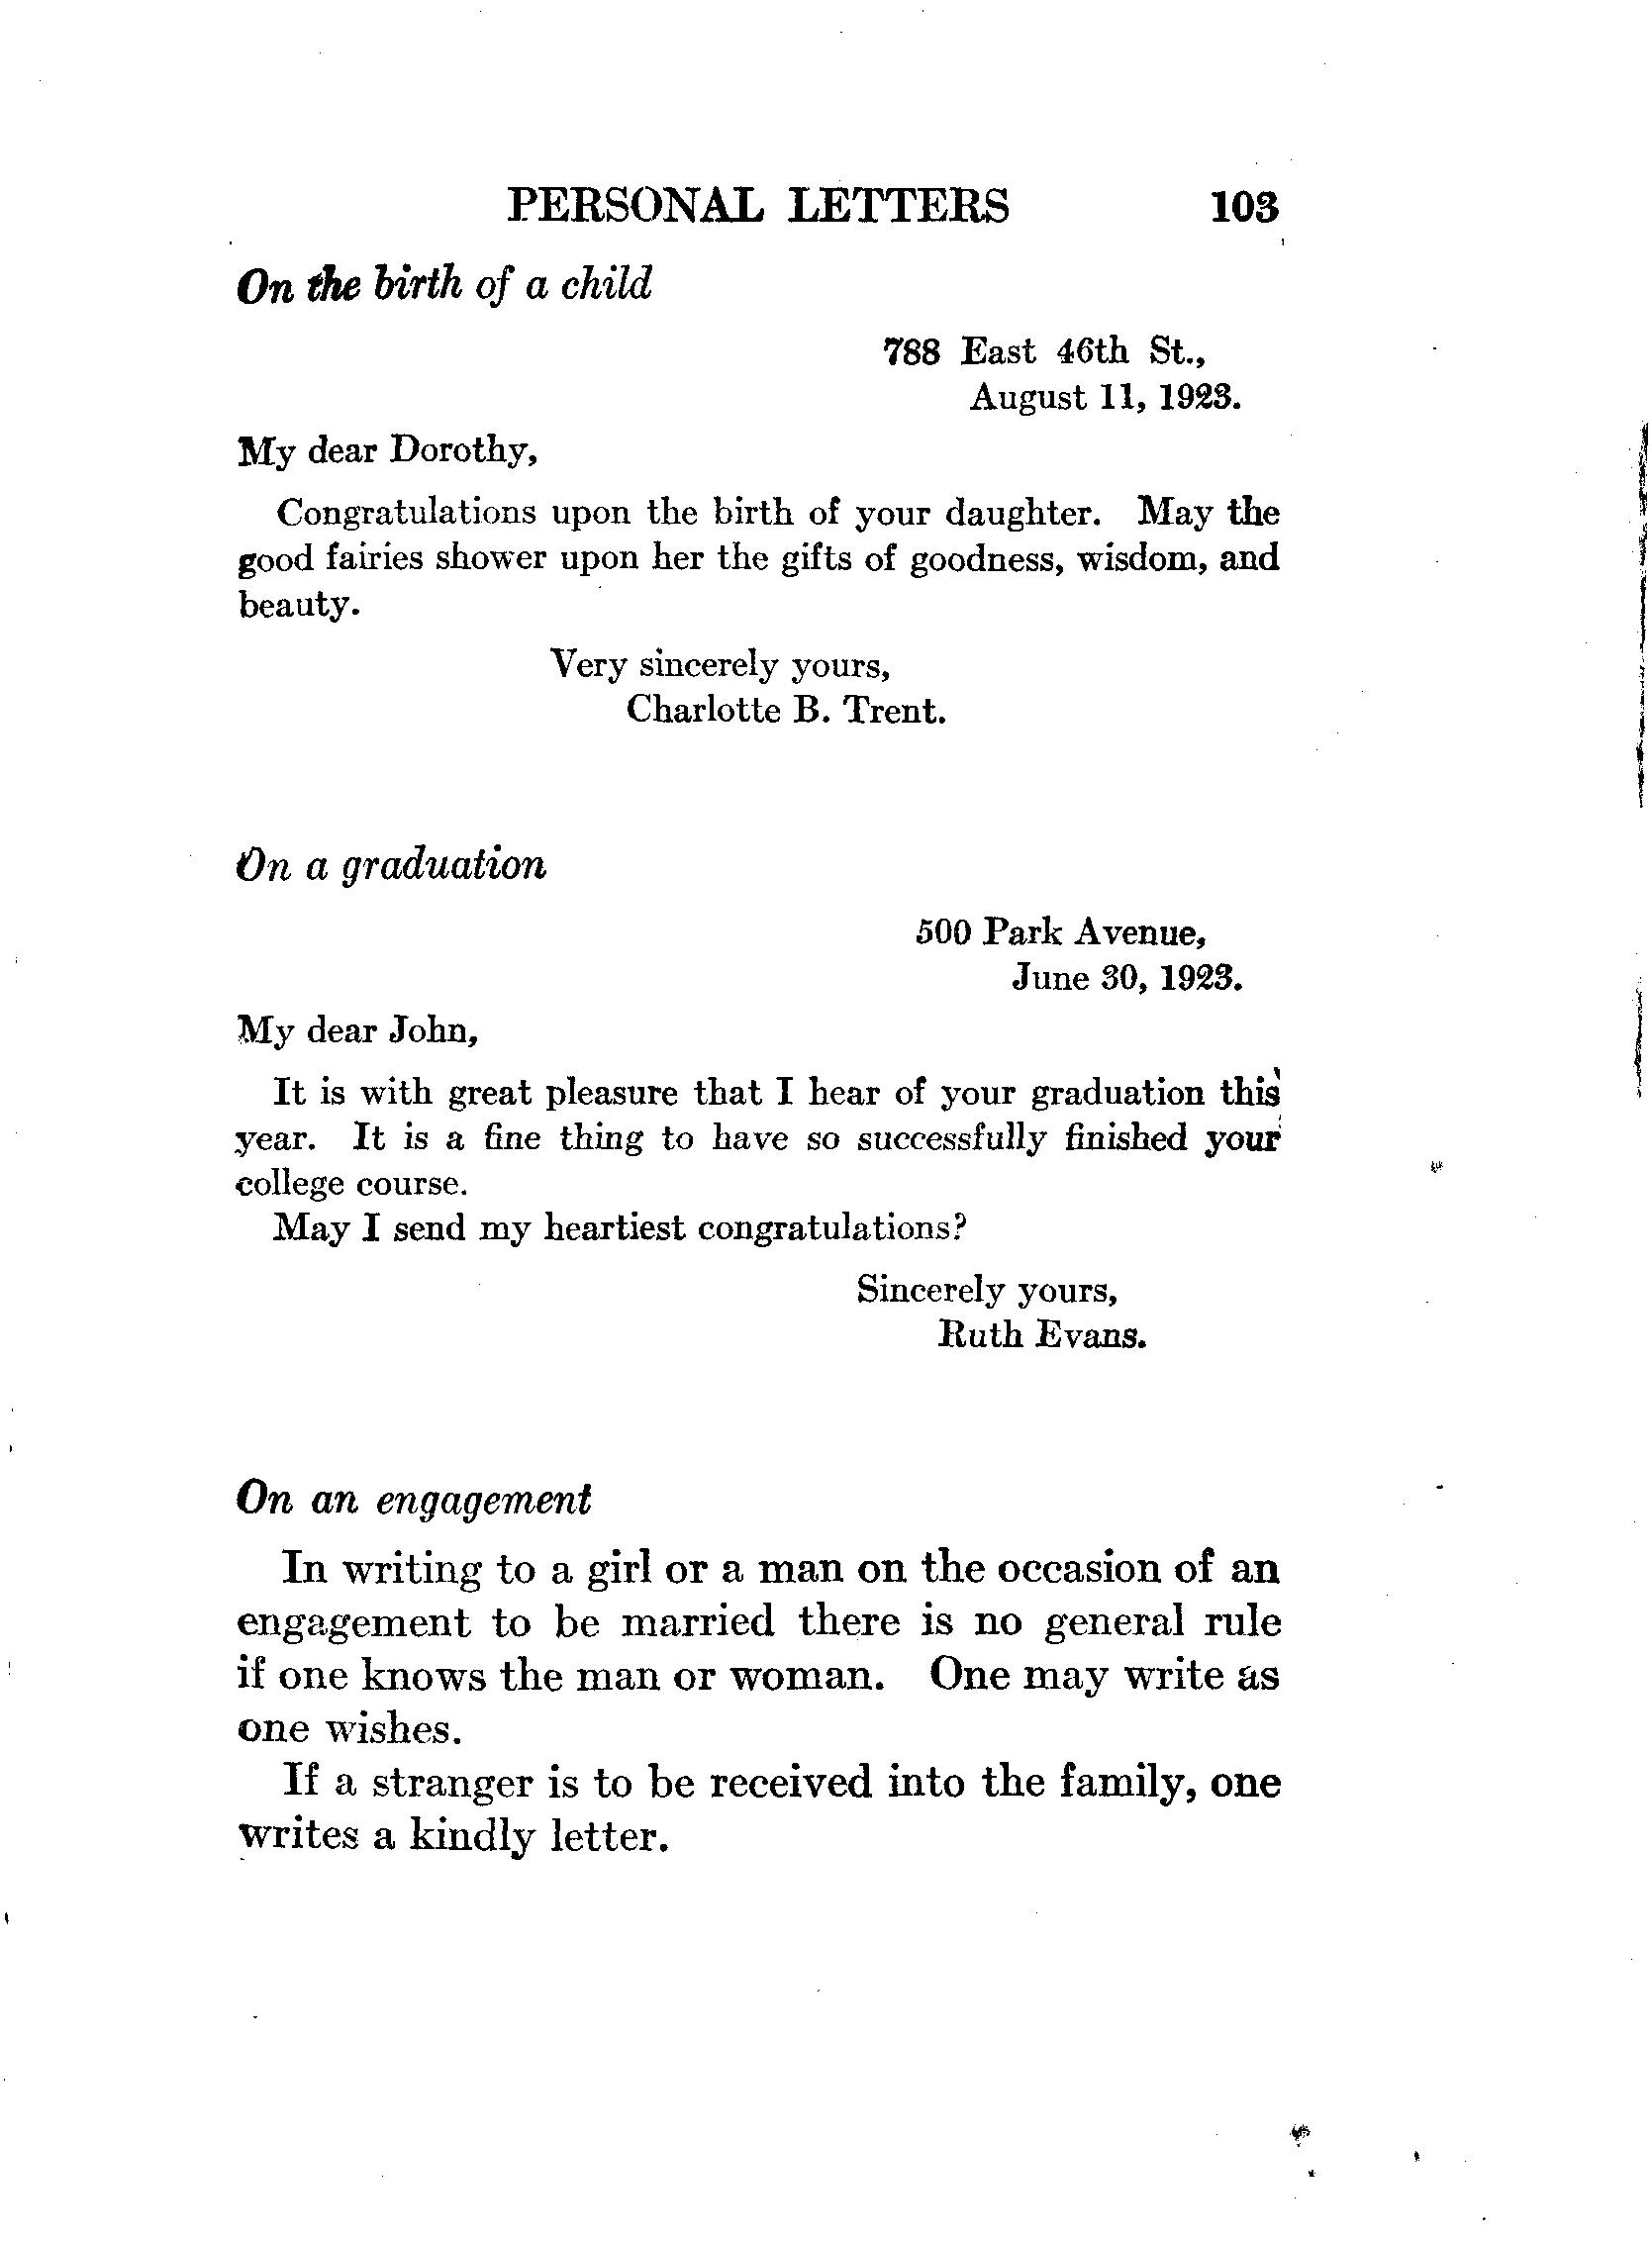 PERSONAL LETTERS 103
On the birth of a child
788 East 46th St.,
August 11, 1923.
My dear Dorothy,
Congratulations upon the birth of your daughter. May the
good fairies shower upon her the gifts of goodness, wisdom, and
beauty.
Very sincerely yours,
Charlotte B. Trent.
On a graduation
500 Park Avenue,
June 30, 1923.
My dear John,
It is with great pleasure that I hear of your graduation this
year. It is a fine thing to have so successfully finished your
college course.
May I send my heartiest congratulations?
Sincerely yours,
Ruth Evans.
On an engagement
In writing to a girl or a man on the occasion of an
engagement to be married there is no general rule
if one knows the man or woman. One may write as
one wishes.
If a stranger is to be received into the family, one
writes a kindly letter.